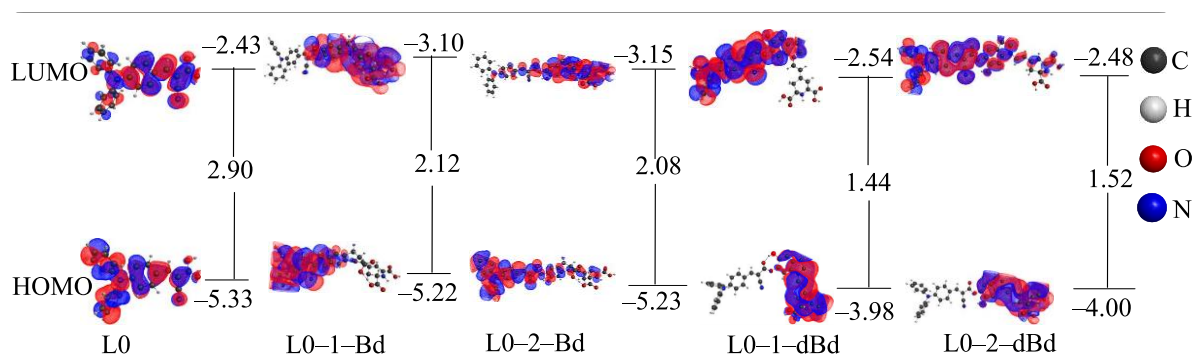 LUMO
–2.43
–3.10
–3.15
–2.54
–2.48
C
H
O
N
2.90
2.12
2.08
1.44
1.52
HOMO
–5.33
–5.22
–5.23
–3.98
–4.00
L0
L0–1–Bd
L0–2–Bd
L0–1–dBd
L0–2–dBd